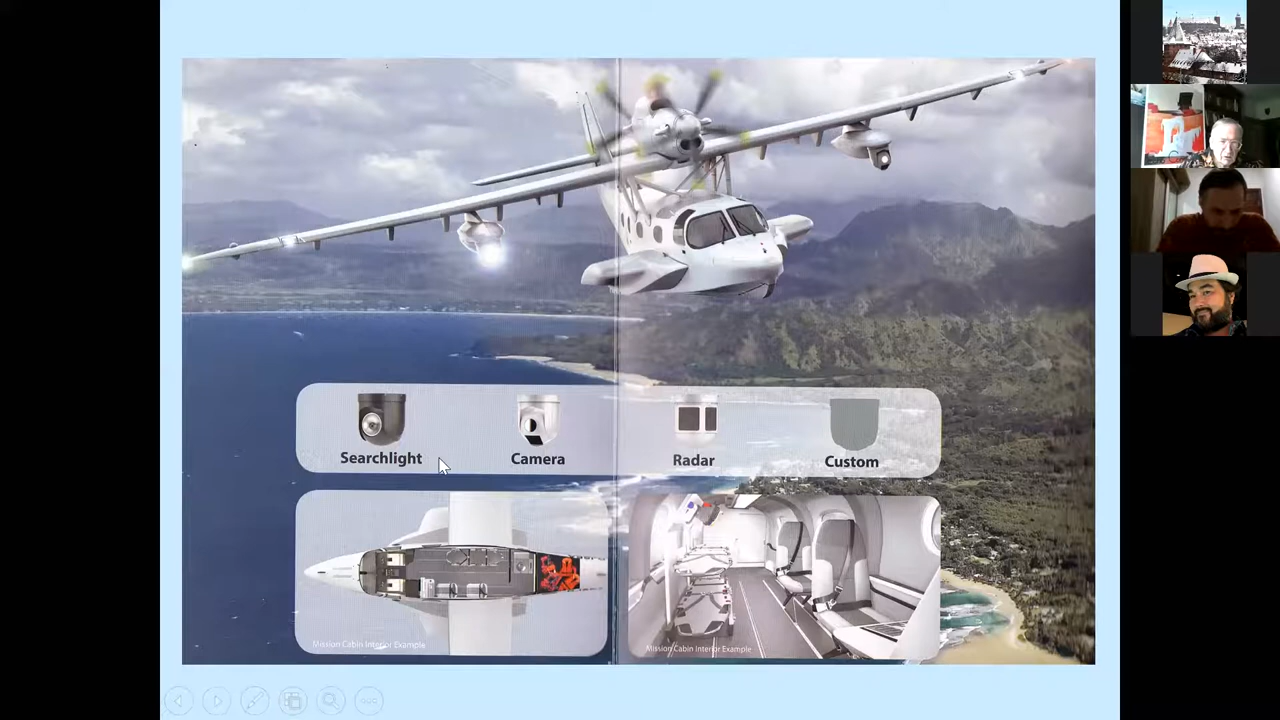 Searchlight
Camera
Radar
Custom
Mission Cabin Interior Example
Mission Cabin Interior Example